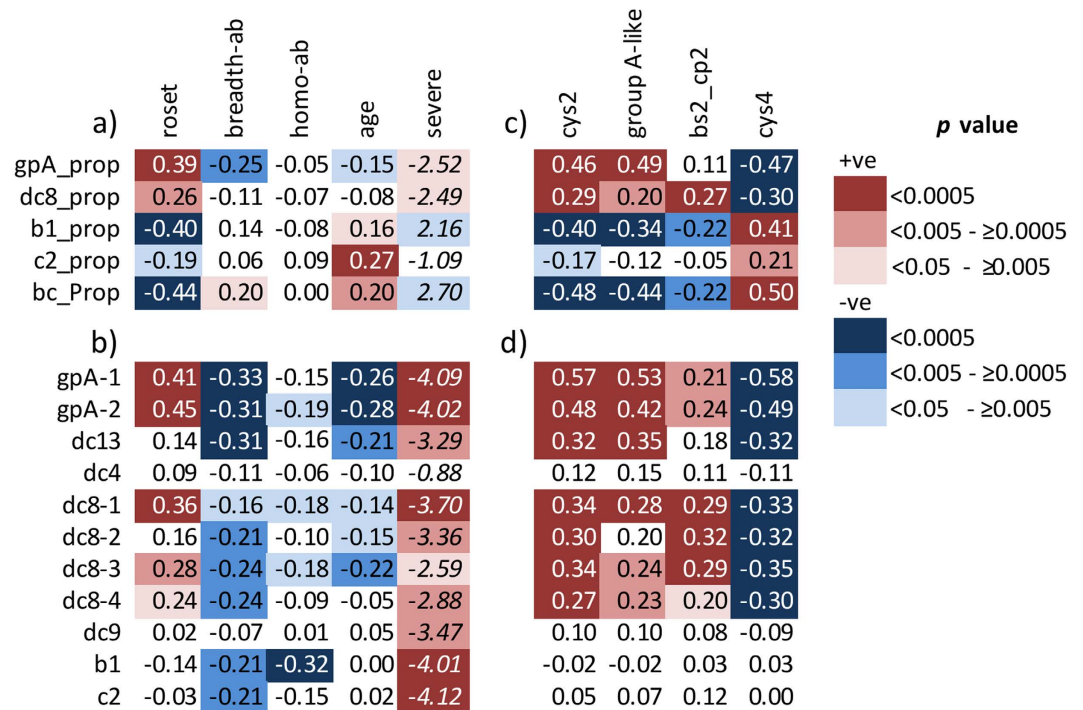 a) roset breadth-ab homo-ab age severe
gpA_prop 0.39 -0.25 -0.05 -0.15 -2.52
dc8_prop 0.26 -0.11 -0.07 -0.08 -2.49
b1_prop -0.40 0.14 -0.08 0.16 2.16
c2_prop -0.19 0.06 0.09 0.27 -1.09
bc_Prop -0.44 0.20 0.00 0.20 2.70
b)
gpA-1 0.41 -0.33 -0.15 -0.26 -4.09
gpA-2 0.45 -0.31 -0.19 -0.28 -4.02
dc13 0.14 -0.31 -0.16 -0.21 -3.29
dc4 0.09 -0.11 -0.06 -0.10 -0.88
dc8-1 0.36 -0.16 -0.18 -0.14 -3.70
dc8-2 0.16 -0.21 -0.10 -0.15 -3.36
dc8-3 0.28 -0.24 -0.18 -0.22 -2.59
dc8-4 0.24 -0.24 -0.09 -0.05 -2.88
dc9 0.02 -0.07 0.01 0.05 -3.47
b1 -0.14 -0.21 -0.32 0.00 -4.01
c2 -0.03 -0.21 -0.15 0.02 -4.12
c) cys2 group A-like bs2_cp2 cys4
0.46 0.49 0.11 -0.47
0.29 0.20 0.27 -0.30
-0.40 -0.34 -0.22 0.41
-0.17 -0.12 -0.05 0.21
-0.48 -0.44 -0.22 0.50
d)
0.57 0.53 0.21 -0.58
0.48 0.42 0.24 -0.49
0.32 0.35 0.18 -0.32
0.12 0.15 0.11 -0.11
0.34 0.28 0.29 -0.33
0.30 0.20 0.32 -0.32
0.34 0.24 0.29 -0.35
0.27 0.23 0.20 -0.30
0.10 0.10 0.08 -0.09
-0.02 -0.02 0.03 0.03
0.05 0.07 0.12 0.00
p value
+ve
<0.0005
<0.005 - ≥0.0005
<0.05 - ≥0.005
-ve
<0.0005
<0.005 - ≥0.0005
<0.05 - ≥0.005